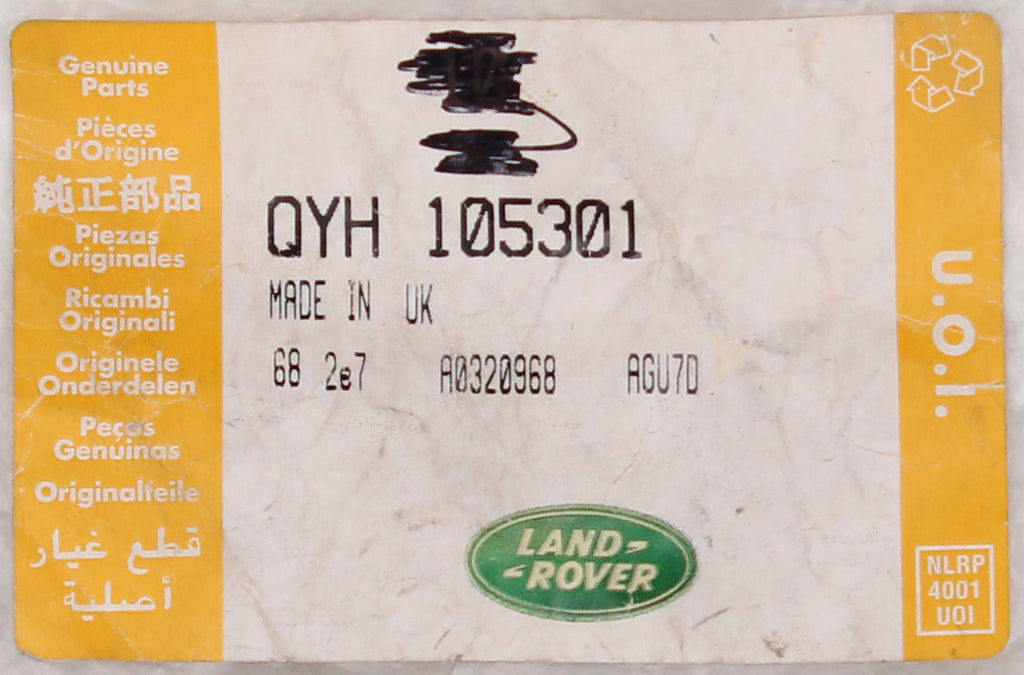 Genuine
Parts
Pièces
d'Origine
純正部品
Piezas
Originales
Ricambi
Originali
Originele
Onderdelen
Peças
Genuinas
Originalteile
قطع غيار
أصلية
QYH 105301
MADE IN UK
68 2e7 A0320968 AGU7D
LAND-
-ROVER
u.o.i.
NLRP
4001
UOI